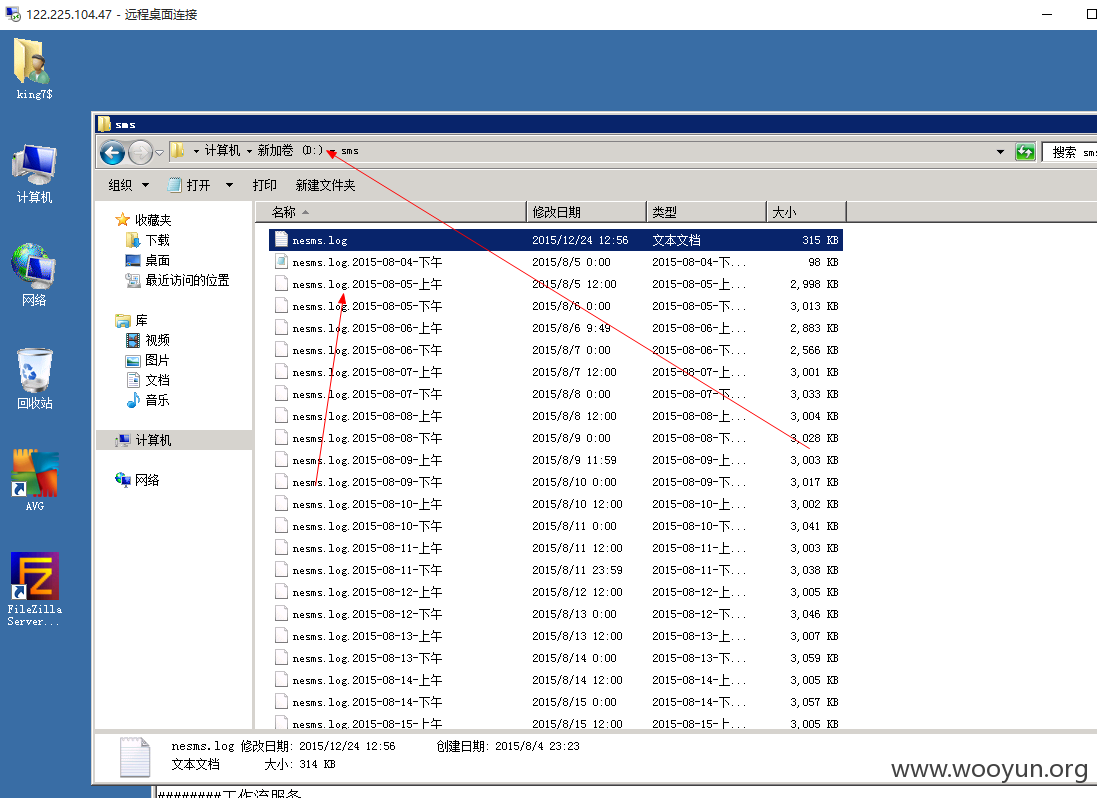 122.225.104.47 - 远程桌面连接
king7$
计算机
网络
回收站
AVG
FileZilla
Server...
sms
计算机 新加卷 (D:) sms
搜索 sms
组织 打开 打印 新建文件夹
收藏夹
下载
桌面
最近访问的位置
库
视频
图片
文档
音乐
计算机
网络
名称 修改日期 类型 大小
nesms.log 2015/12/24 12:56 文本文档 315 KB
nesms.log.2015-08-04-下午 2015/8/5 0:00 2015-08-04-下... 98 KB
nesms.log.2015-08-05-上午 2015/8/5 12:00 2015-08-05-上... 2,998 KB
nesms.log.2015-08-05-下午 2015/8/6 0:00 2015-08-05-下... 3,013 KB
nesms.log.2015-08-06-上午 2015/8/6 9:49 2015-08-06-上... 2,883 KB
nesms.log.2015-08-06-下午 2015/8/7 0:00 2015-08-06-下... 2,566 KB
nesms.log.2015-08-07-上午 2015/8/7 12:00 2015-08-07-上... 3,001 KB
nesms.log.2015-08-07-下午 2015/8/8 0:00 2015-08-07-下... 3,033 KB
nesms.log.2015-08-08-上午 2015/8/8 12:00 2015-08-08-上... 3,004 KB
nesms.log.2015-08-08-下午 2015/8/9 0:00 2015-08-08-下... 3,028 KB
nesms.log.2015-08-09-上午 2015/8/9 11:59 2015-08-09-上... 3,003 KB
nesms.log.2015-08-09-下午 2015/8/10 0:00 2015-08-09-下... 3,017 KB
nesms.log.2015-08-10-上午 2015/8/10 12:00 2015-08-10-上... 3,002 KB
nesms.log.2015-08-10-下午 2015/8/11 0:00 2015-08-10-下... 3,041 KB
nesms.log.2015-08-11-上午 2015/8/11 12:00 2015-08-11-上... 3,003 KB
nesms.log.2015-08-11-下午 2015/8/11 23:59 2015-08-11-下... 3,038 KB
nesms.log.2015-08-12-上午 2015/8/12 12:00 2015-08-12-上... 3,005 KB
nesms.log.2015-08-12-下午 2015/8/13 0:00 2015-08-12-下... 3,046 KB
nesms.log.2015-08-13-上午 2015/8/13 12:00 2015-08-13-上... 3,007 KB
nesms.log.2015-08-13-下午 2015/8/14 0:00 2015-08-13-下... 3,059 KB
nesms.log.2015-08-14-上午 2015/8/14 12:00 2015-08-14-上... 3,005 KB
nesms.log.2015-08-14-下午 2015/8/15 0:00 2015-08-14-下... 3,057 KB
nesms.log.2015-08-15-上午 2015/8/15 12:00 2015-08-15-上... 3,005 KB
nesms.log 修改日期: 2015/12/24 12:56 创建日期: 2015/8/4 23:23
文本文档 大小: 314 KB
www.wooyun.org
########工作流服务